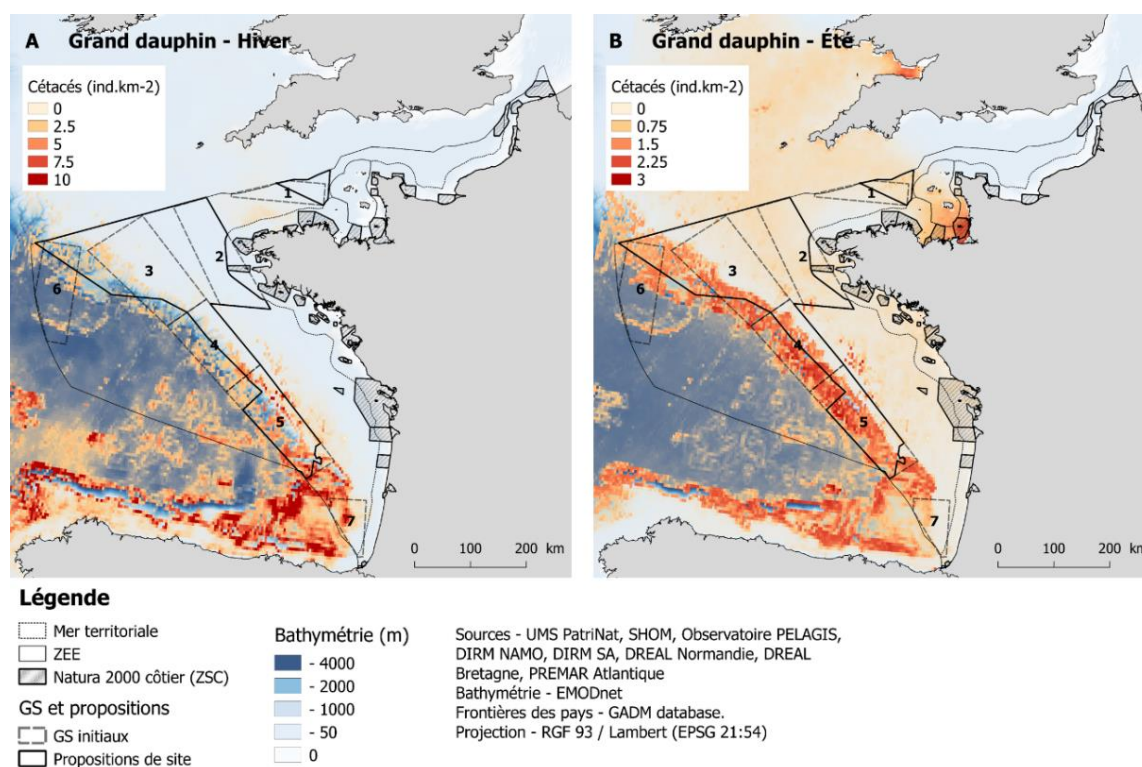 A Grand dauphin - Hiver
Cétacés (ind.km-2)
0
2.5
5
7.5
10
1
2
3
4
5
6
7
0 100 200 km
B Grand dauphin - Été
Cétacés (ind.km-2)
0
0.75
1.5
2.25
3
1
2
3
4
5
6
7
0 100 200 km
Légende
Mer territoriale
ZEE
Natura 2000 côtier (ZSC)
GS et propositions
GS initiaux
Propositions de site
Bathymétrie (m)
- 4000
- 2000
- 1000
- 50
0
Sources - UMS PatriNat, SHOM, Observatoire PELAGIS,
DIRM NAMO, DIRM SA, DREAL Normandie, DREAL
Bretagne, PREMAR Atlantique
Bathymétrie - EMODnet
Frontières des pays - GADM database.
Projection - RGF 93 / Lambert (EPSG 21:54)